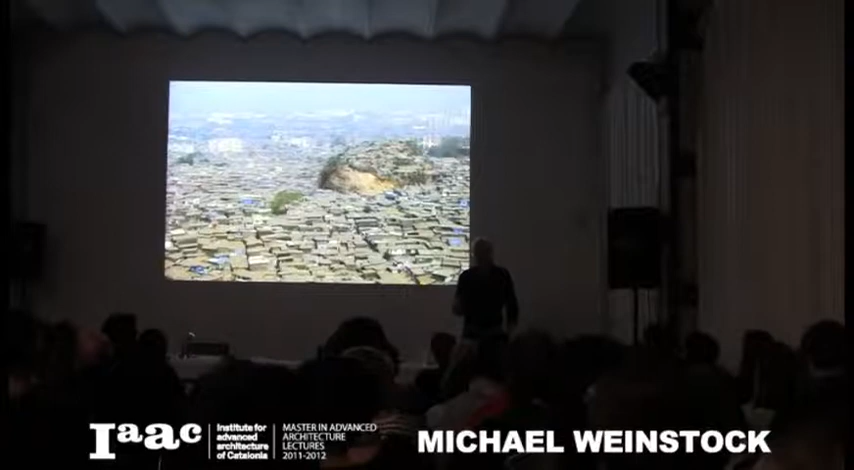 Iaac
Institute for
advanced
architecture
of Catalonia
MASTER IN ADVANCED
ARCHITECTURE
LECTURES
2011-2012
MICHAEL WEINSTOCK